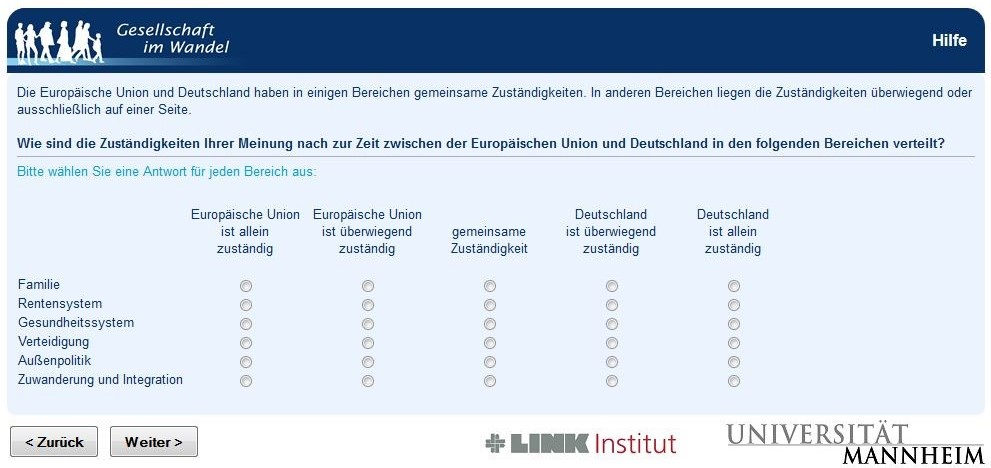 Gesellschaft
im Wandel
Hilfe
Die Europäische Union und Deutschland haben in einigen Bereichen gemeinsame Zuständigkeiten. In anderen Bereichen liegen die Zuständigkeiten überwiegend oder
ausschließlich auf einer Seite.
Wie sind die Zuständigkeiten Ihrer Meinung nach zur Zeit zwischen der Europäischen Union und Deutschland in den folgenden Bereichen verteilt?
Bitte wählen Sie eine Antwort für jeden Bereich aus:
Europäische Union Europäische Union Deutschland Deutschland
ist allein ist überwiegend gemeinsame ist überwiegend ist allein
zuständig zuständig Zuständigkeit zuständig zuständig
Familie
Rentensystem
Gesundheitssystem
Verteidigung
Außenpolitik
Zuwanderung und Integration
< Zurück Weiter >
LINK Institut
UNIVERSITÄT
MANNHEIM